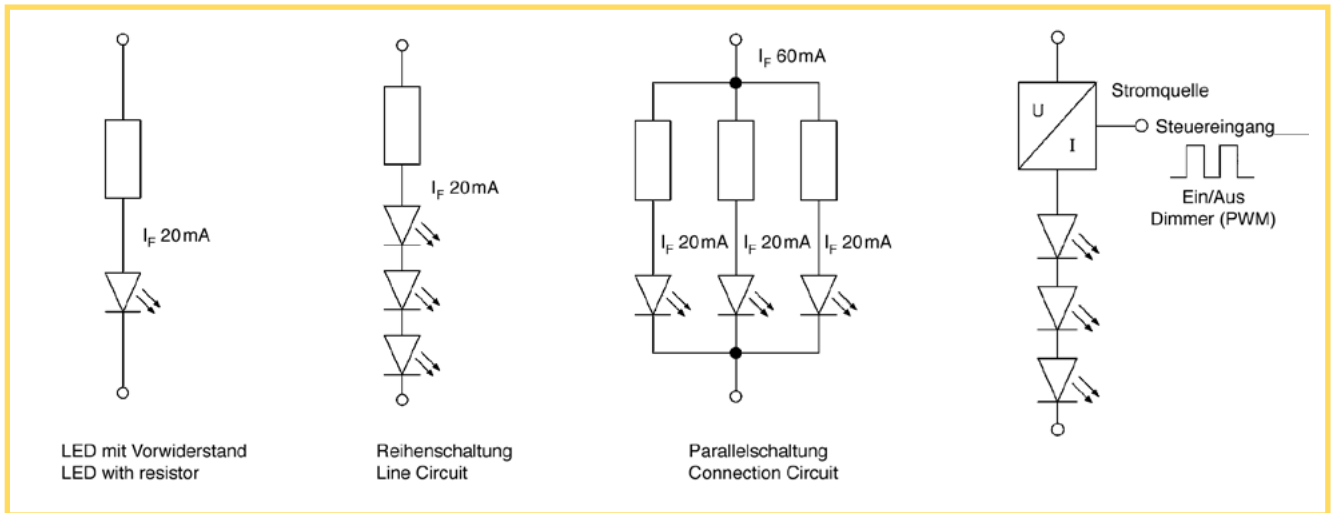 I_F 20mA
LED mit Vorwiderstand
LED with resistor
I_F 20mA
Reihenschaltung
Line Circuit
I_F 60mA
I_F 20mA I_F 20mA I_F 20mA
Parallelschaltung
Connection Circuit
U
I
Stromquelle
Steuereingang
Ein/Aus
Dimmer (PWM)